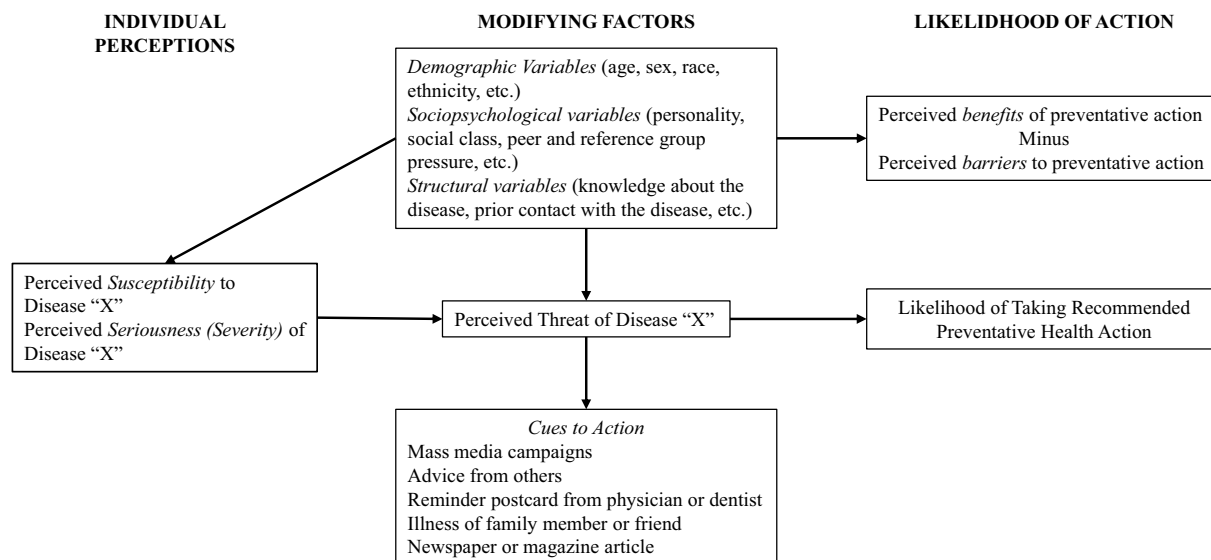 INDIVIDUAL
PERCEPTIONS
MODIFYING FACTORS
LIKELIDHOOD OF ACTION
Demographic Variables (age, sex, race,
ethnicity, etc.)
Sociopsychological variables (personality,
social class, peer and reference group
pressure, etc.)
Structural variables (knowledge about the
disease, prior contact with the disease, etc.)
Perceived benefits of preventative action
Minus
Perceived barriers to preventative action
Perceived Susceptibility to
Disease “X”
Perceived Seriousness (Severity) of
Disease “X”
Perceived Threat of Disease “X”
Likelihood of Taking Recommended
Preventative Health Action
Cues to Action
Mass media campaigns
Advice from others
Reminder postcard from physician or dentist
Illness of family member or friend
Newspaper or magazine article